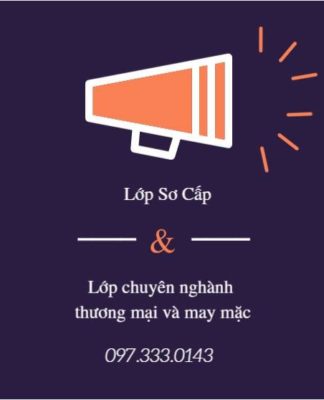 Lớp Sơ Cấp
&
Lớp chuyên nghành
thương mại và may mặc
097.333.0143